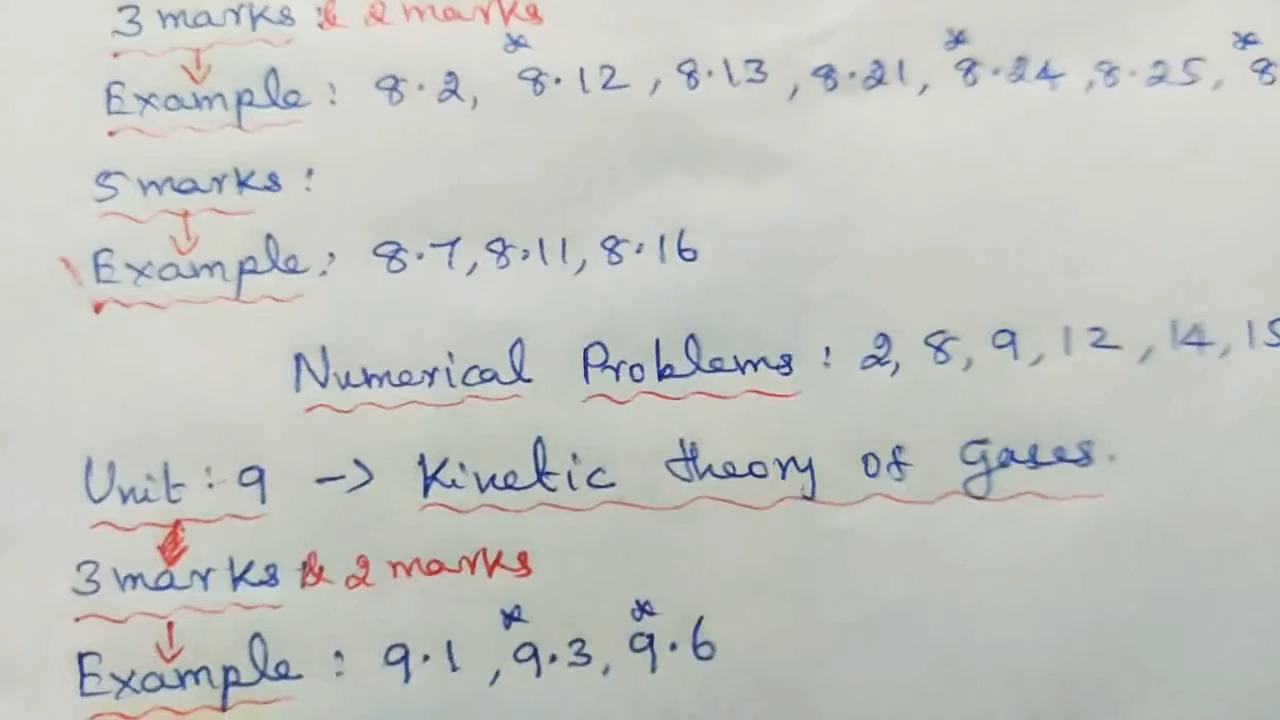 3 marks & 2 marks
Example : 8.2, *8.12, 8.13, 8.21, *8.24, 8.25, *8
5 marks :
Example : 8.7, 8.11, 8.16
Numerical Problems : 2, 8, 9, 12, 14, 15
Unit : 9 -> Kinetic theory of Gases.
3 marks & 2 marks
Example : 9.1, *9.3, *9.6